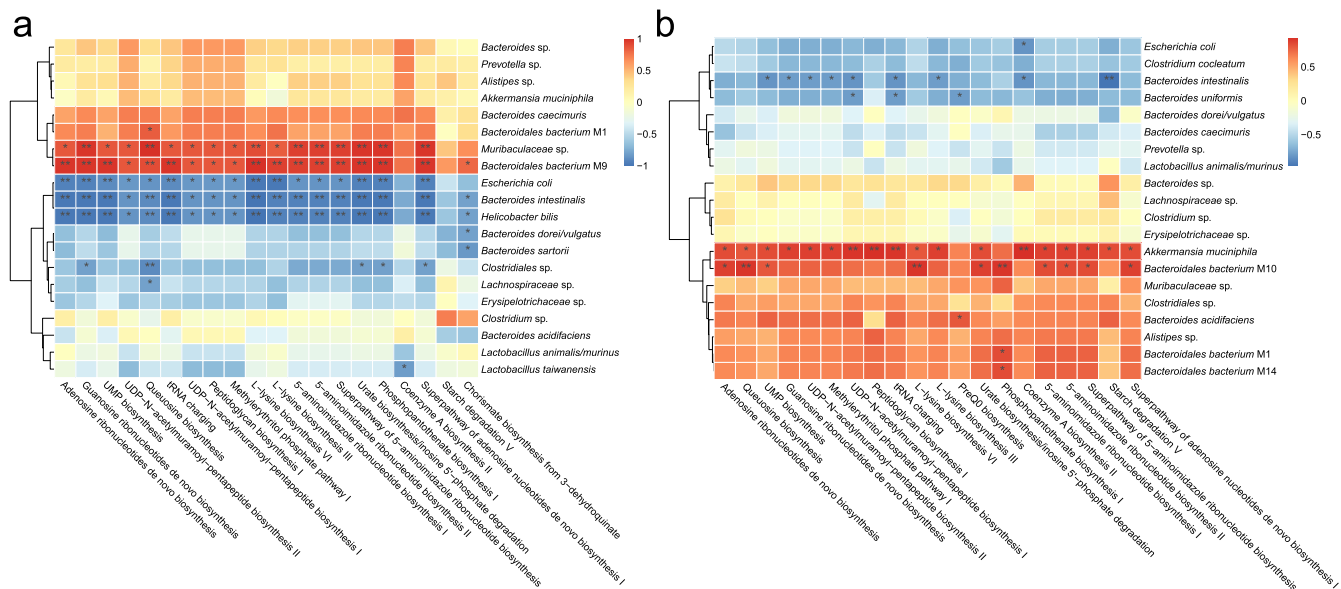 a
1
0.5
0
−0.5
−1
Bacteroides sp.
Prevotella sp.
Alistipes sp.
Akkermansia muciniphila
Bacteroides caecimuris
Bacteroidales bacterium M1
Muribaculaceae sp.
Bacteroidales bacterium M9
Escherichia coli
Bacteroides intestinalis
Helicobacter bilis
Bacteroides dorei/vulgatus
Bacteroides sartorii
Clostridiales sp.
Lachnospiraceae sp.
Erysipelotrichaceae sp.
Clostridium sp.
Bacteroides acidifaciens
Lactobacillus animalis/murinus
Lactobacillus taiwanensis
Adenosine ribonucleotides de novo biosynthesis
Guanosine ribonucleotides de novo biosynthesis
UMP biosynthesis
UDP−N−acetylmuramoyl−pentapeptide biosynthesis II
Queuosine biosynthesis
tRNA charging
UDP−N−acetylmuramoyl−pentapeptide biosynthesis I
Peptidoglycan biosynthesis I
Methylerythritol phosphate pathway I
L−lysine biosynthesis VI
L−lysine biosynthesis III
5−aminoimidazole ribonucleotide biosynthesis I
5−aminoimidazole ribonucleotide biosynthesis II
Superpathway of 5−aminoimidazole ribonucleotide biosynthesis
Urate biosynthesis/inosine 5'−phosphate degradation
Phosphopantothenate biosynthesis I
Coenzyme A biosynthesis II
Superpathway of adenosine nucleotides de novo biosynthesis I
Starch degradation V
Chorismate biosynthesis from 3−dehydroquinate
b
0.5
0
−0.5
Escherichia coli
Clostridium cocleatum
Bacteroides intestinalis
Bacteroides uniformis
Bacteroides dorei/vulgatus
Bacteroides caecimuris
Prevotella sp.
Lactobacillus animalis/murinus
Bacteroides sp.
Lachnospiraceae sp.
Clostridium sp.
Erysipelotrichaceae sp.
Akkermansia muciniphila
Bacteroidales bacterium M10
Muribaculaceae sp.
Clostridiales sp.
Bacteroides acidifaciens
Alistipes sp.
Bacteroidales bacterium M1
Bacteroidales bacterium M14
Adenosine ribonucleotides de novo biosynthesis
Queuosine biosynthesis
UMP biosynthesis
Guanosine ribonucleotides de novo biosynthesis
UDP−N−acetylmuramoyl−pentapeptide biosynthesis II
Methylerythritol phosphate pathway I
UDP−N−acetylmuramoyl−pentapeptide biosynthesis I
Peptidoglycan biosynthesis I
tRNA charging
L−lysine biosynthesis VI
L−lysine biosynthesis III
PreQ0 biosynthesis
Urate biosynthesis/inosine 5'−phosphate degradation
Phosphopantothenate biosynthesis I
Coenzyme A biosynthesis II
5−aminoimidazole ribonucleotide biosynthesis I
5−aminoimidazole ribonucleotide biosynthesis II
Superpathway of 5−aminoimidazole ribonucleotide biosynthesis
Starch degradation V
Superpathway of adenosine nucleotides de novo biosynthesis I